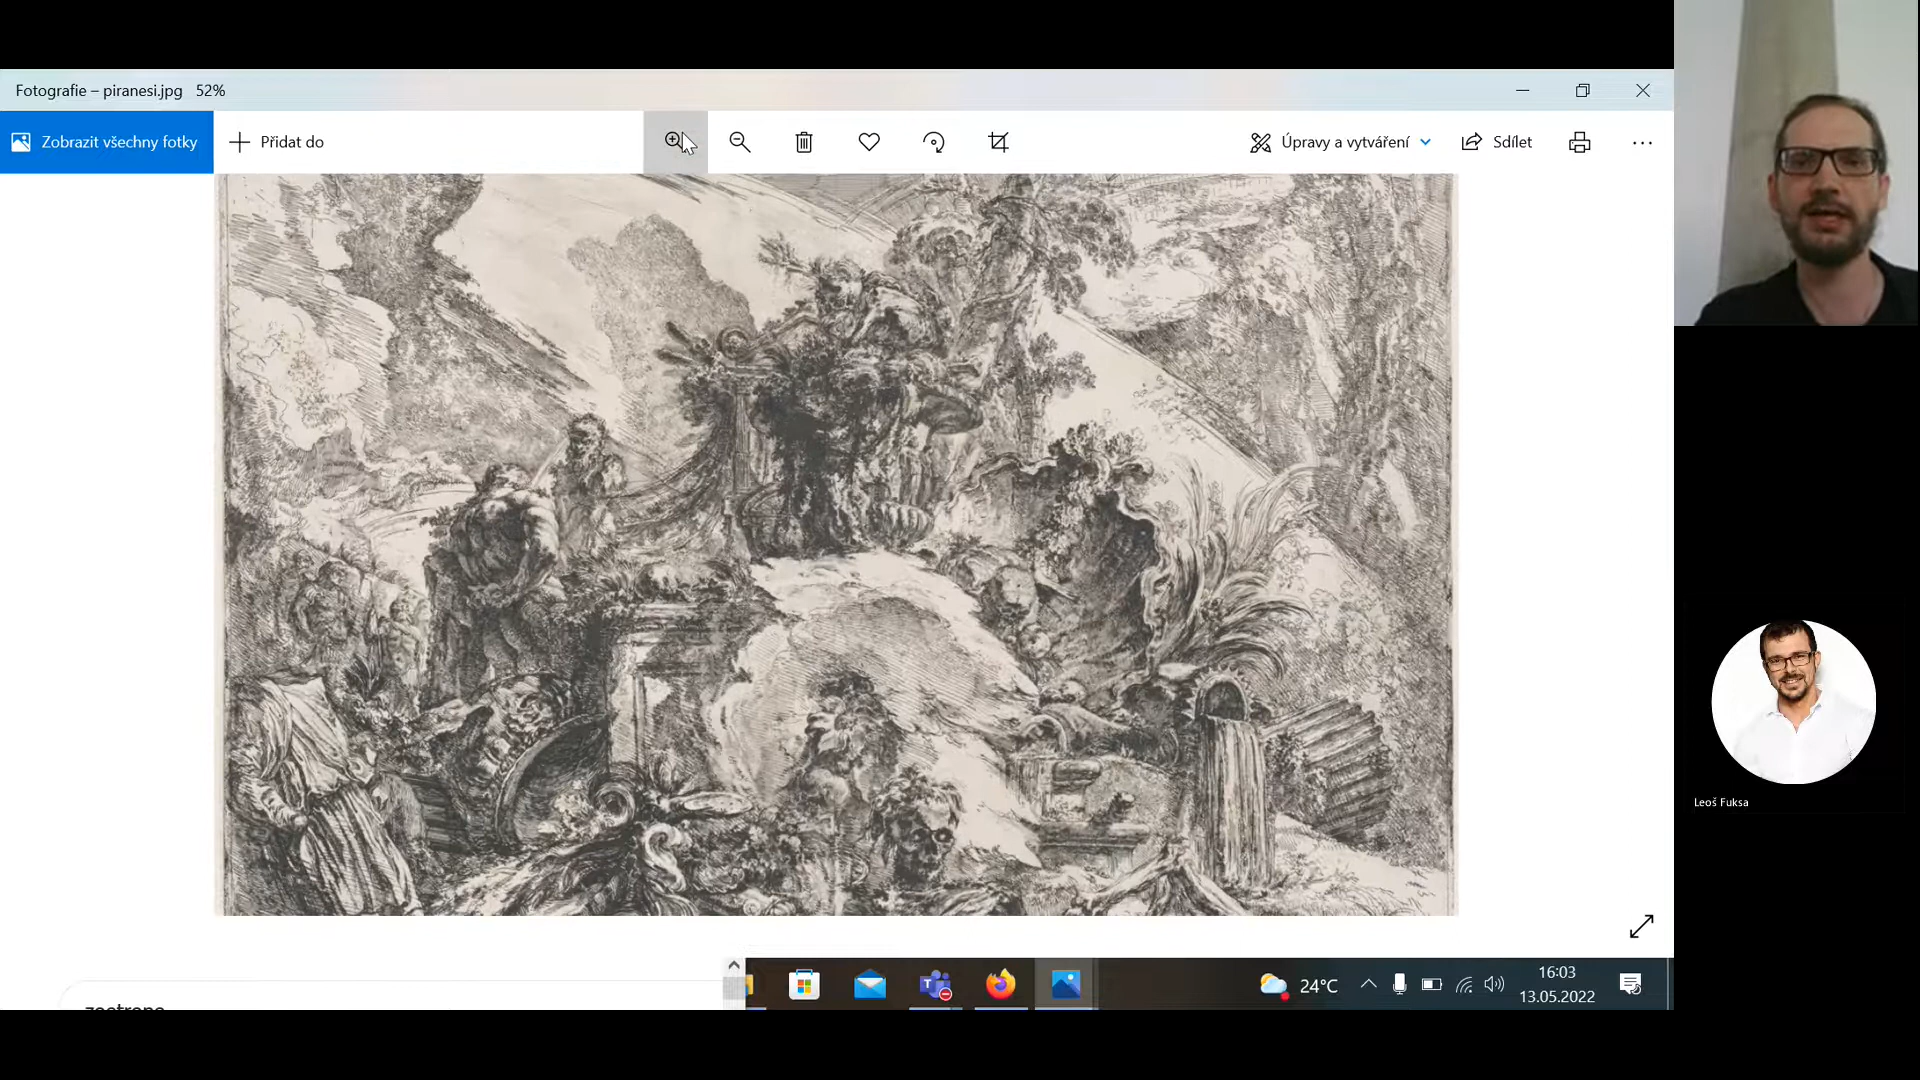 Fotografie – piranesi.jpg 52%
Zobrazit všechny fotky
Přidat do
Úpravy a vytváření
Sdílet
Leoš Fuksa
24°C
16:03
13.05.2022